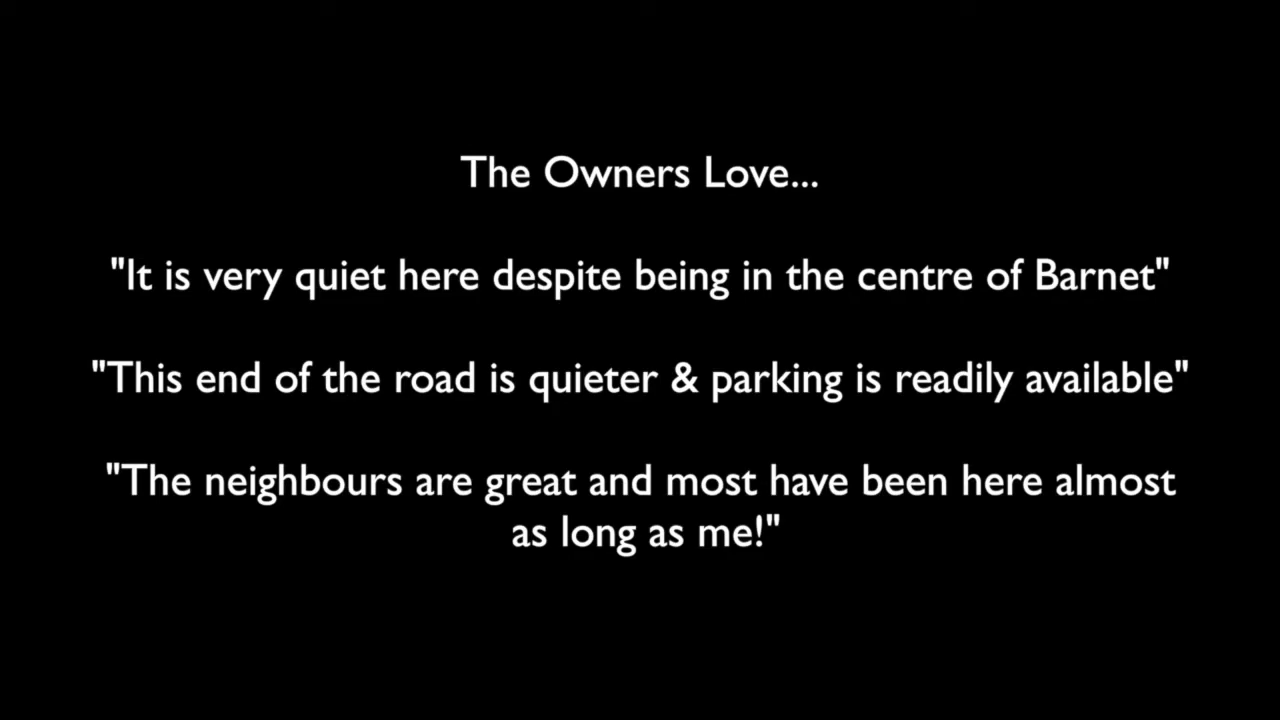 The Owners Love...
"It is very quiet here despite being in the centre of Barnet"
"This end of the road is quieter & parking is readily available"
"The neighbours are great and most have been here almost
as long as me!"